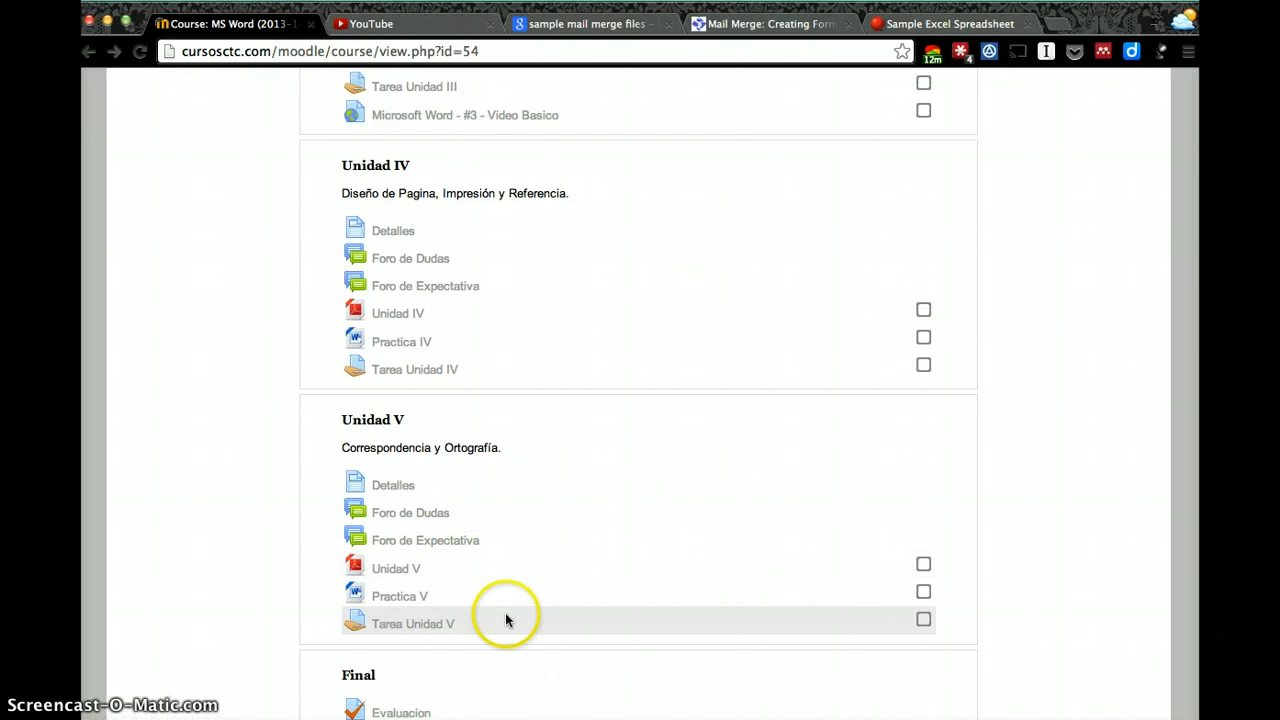 Course: MS Word (2013-1
YouTube
sample mail merge files -
Mail Merge: Creating Form
Sample Excel Spreadsheet
cursosctc.com/moodle/course/view.php?id=54
12m
4
Tarea Unidad III
Microsoft Word - #3 - Video Basico
Unidad IV
Diseño de Pagina, Impresión y Referencia.
Detalles
Foro de Dudas
Foro de Expectativa
Unidad IV
Practica IV
Tarea Unidad IV
Unidad V
Correspondencia y Ortografía.
Detalles
Foro de Dudas
Foro de Expectativa
Unidad V
Practica V
Tarea Unidad V
Final
Evaluacion
Screencast-O-Matic.com